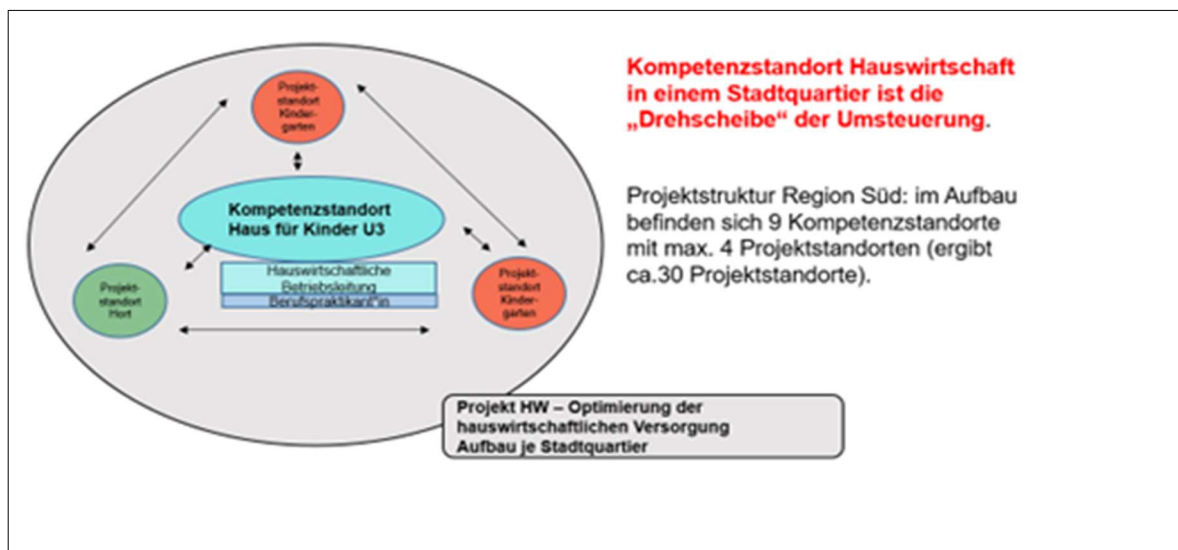 Projekt-
standort
Kinder-
garten
Kompetenzstandort
Haus für Kinder U3
Hauswirtschaftliche
Betriebsleitung
Berufspraktikant*in
Projekt-
standort
Hort
Projekt-
standort
Kinder-
garten
Projekt HW – Optimierung der
hauswirtschaftlichen Versorgung
Aufbau je Stadtquartier
Kompetenzstandort Hauswirtschaft
in einem Stadtquartier ist die
„Drehscheibe“ der Umsteuerung.
Projektstruktur Region Süd: im Aufbau
befinden sich 9 Kompetenzstandorte
mit max. 4 Projektstandorten (ergibt
ca.30 Projektstandorte).